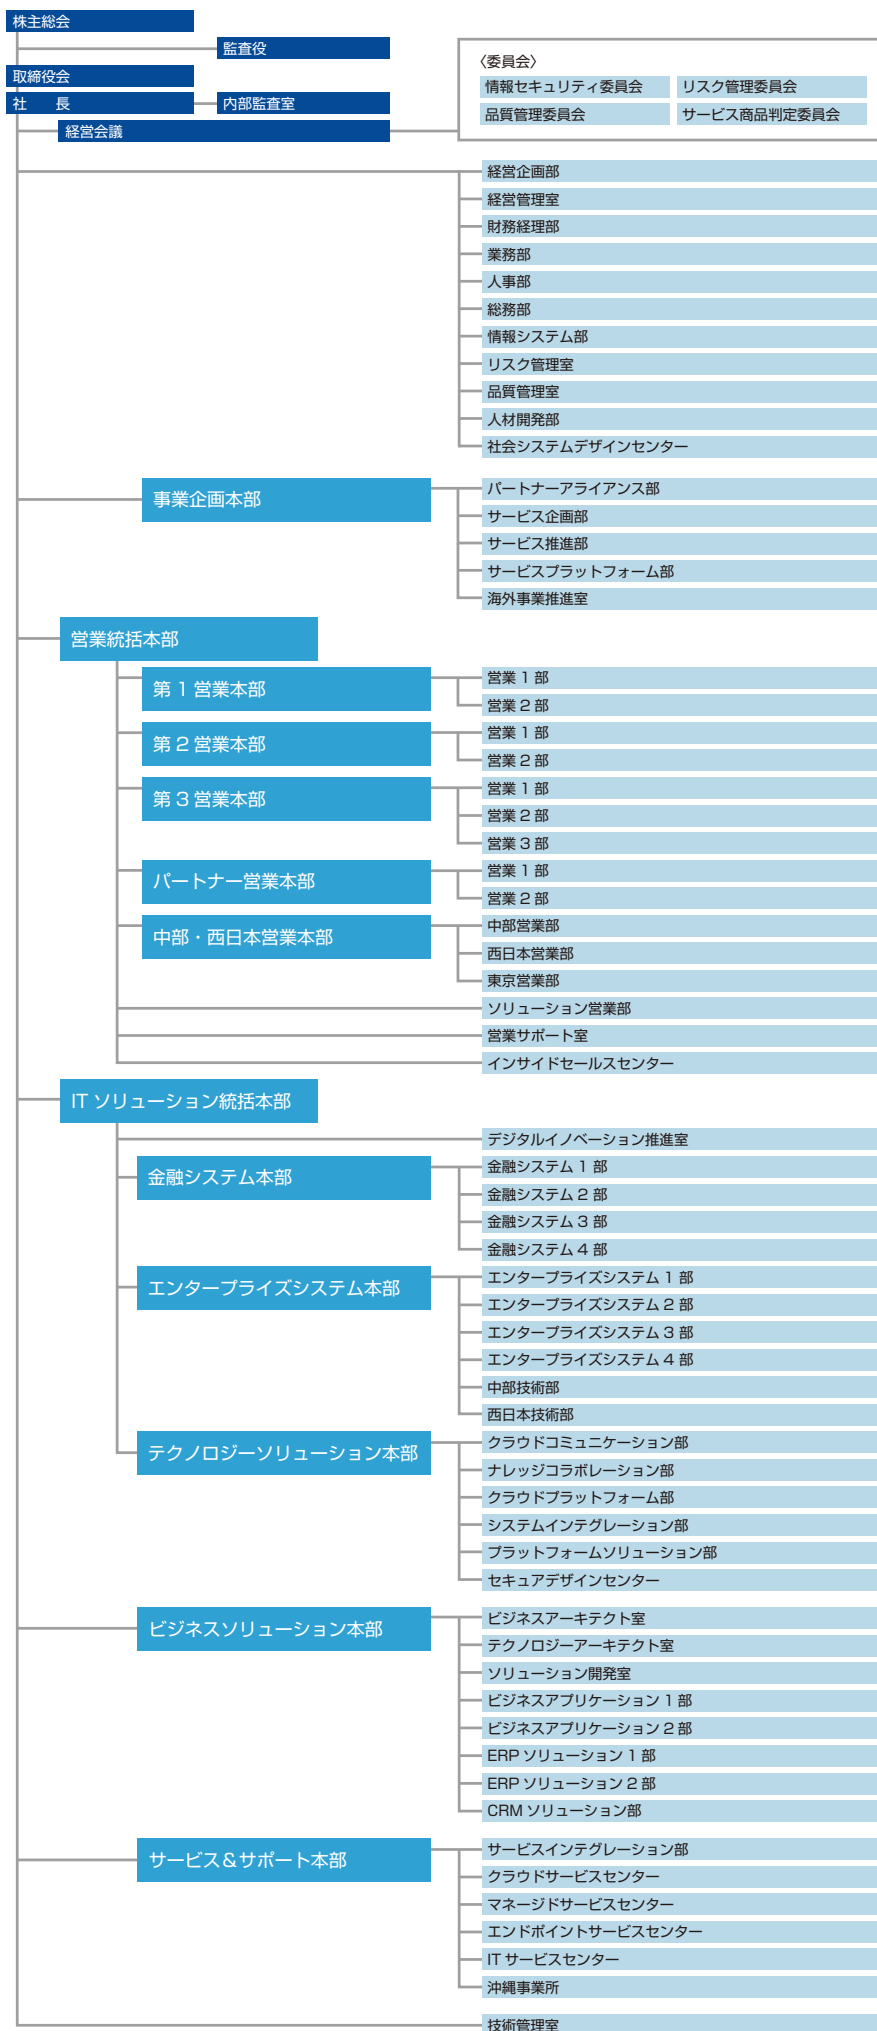 株主総会
監査役
取締役会
社　長
内部監査室
経営会議
〈委員会〉
情報セキュリティ委員会
リスク管理委員会
品質管理委員会
サービス商品判定委員会
経営企画部
経営管理室
財務経理部
業務部
人事部
総務部
情報システム部
リスク管理室
品質管理室
人材開発部
社会システムデザインセンター
事業企画本部
パートナーアライアンス部
サービス企画部
サービス推進部
サービスプラットフォーム部
海外事業推進室
営業統括本部
第 1 営業本部
営業 1 部
営業 2 部
第 2 営業本部
営業 1 部
営業 2 部
第 3 営業本部
営業 1 部
営業 2 部
営業 3 部
パートナー営業本部
営業 1 部
営業 2 部
中部・西日本営業本部
中部営業部
西日本営業部
東京営業部
ソリューション営業部
営業サポート室
インサイドセールスセンター
IT ソリューション統括本部
デジタルイノベーション推進室
金融システム本部
金融システム 1 部
金融システム 2 部
金融システム 3 部
金融システム 4 部
エンタープライズシステム本部
エンタープライズシステム 1 部
エンタープライズシステム 2 部
エンタープライズシステム 3 部
エンタープライズシステム 4 部
中部技術部
西日本技術部
テクノロジーソリューション本部
クラウドコミュニケーション部
ナレッジコラボレーション部
クラウドプラットフォーム部
システムインテグレーション部
プラットフォームソリューション部
セキュアデザインセンター
ビジネスソリューション本部
ビジネスアーキテクト室
テクノロジーアーキテクト室
ソリューション開発室
ビジネスアプリケーション 1 部
ビジネスアプリケーション 2 部
ERP ソリューション 1 部
ERP ソリューション 2 部
CRM ソリューション部
サービス＆サポート本部
サービスインテグレーション部
クラウドサービスセンター
マネージドサービスセンター
エンドポイントサービスセンター
IT サービスセンター
沖縄事業所
技術管理室